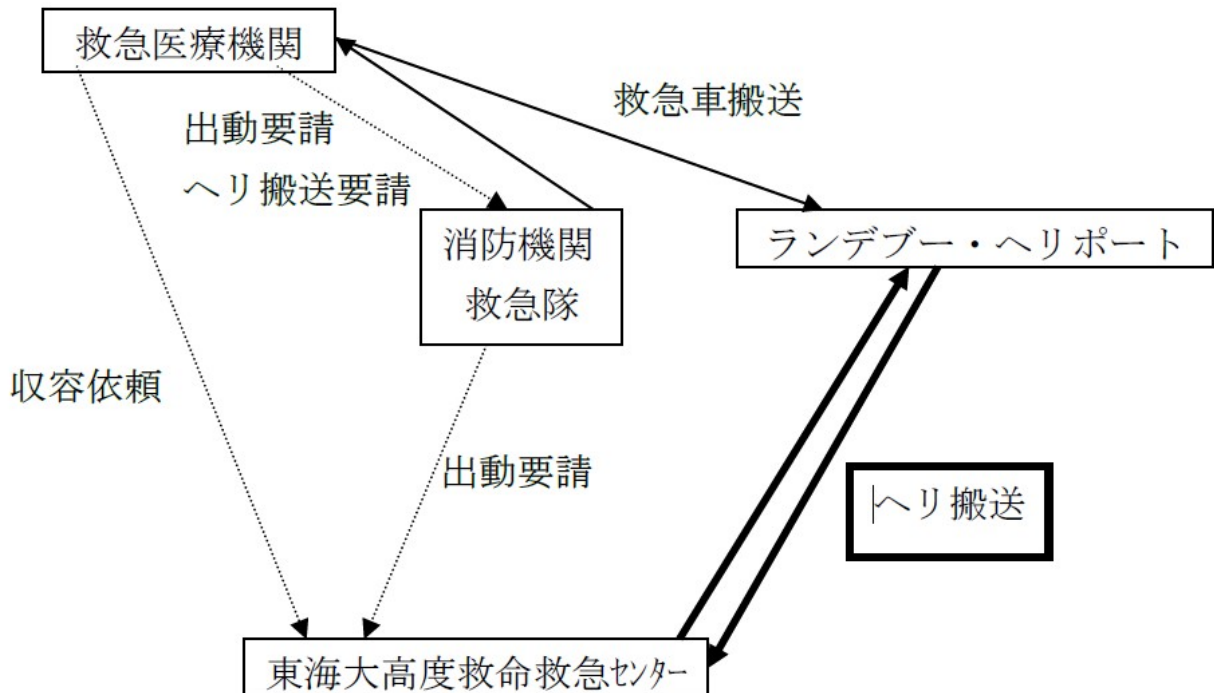 救急医療機関
救急車搬送
出動要請
ヘリ搬送要請
消防機関
救急隊
ランデブー・ヘリポート
収容依頼
出動要請
ヘリ搬送
東海大高度救命救急ｾﾝﾀｰ